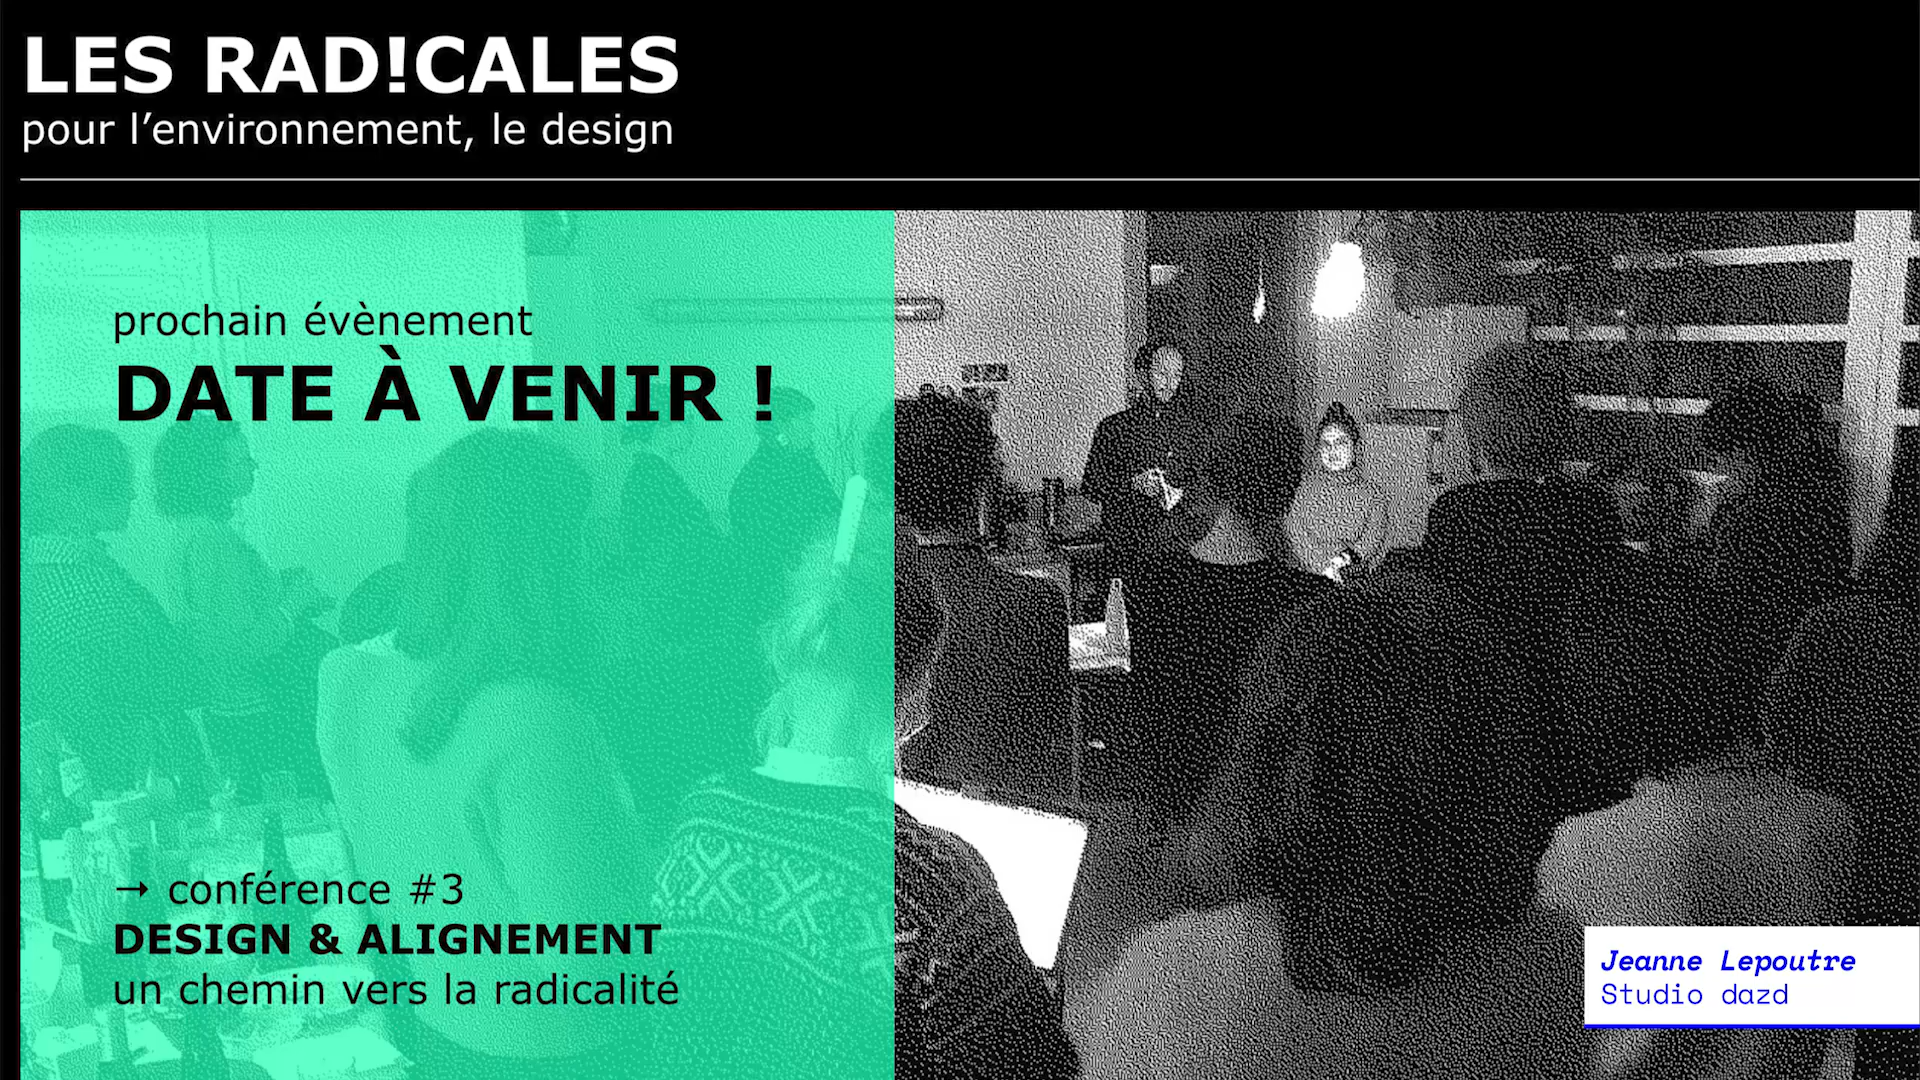 LES RAD!CALES
pour l’environnement, le design
prochain évènement
DATE À VENIR !
→ conférence #3
DESIGN & ALIGNEMENT
un chemin vers la radicalité
Jeanne Lepoutre
Studio dazd